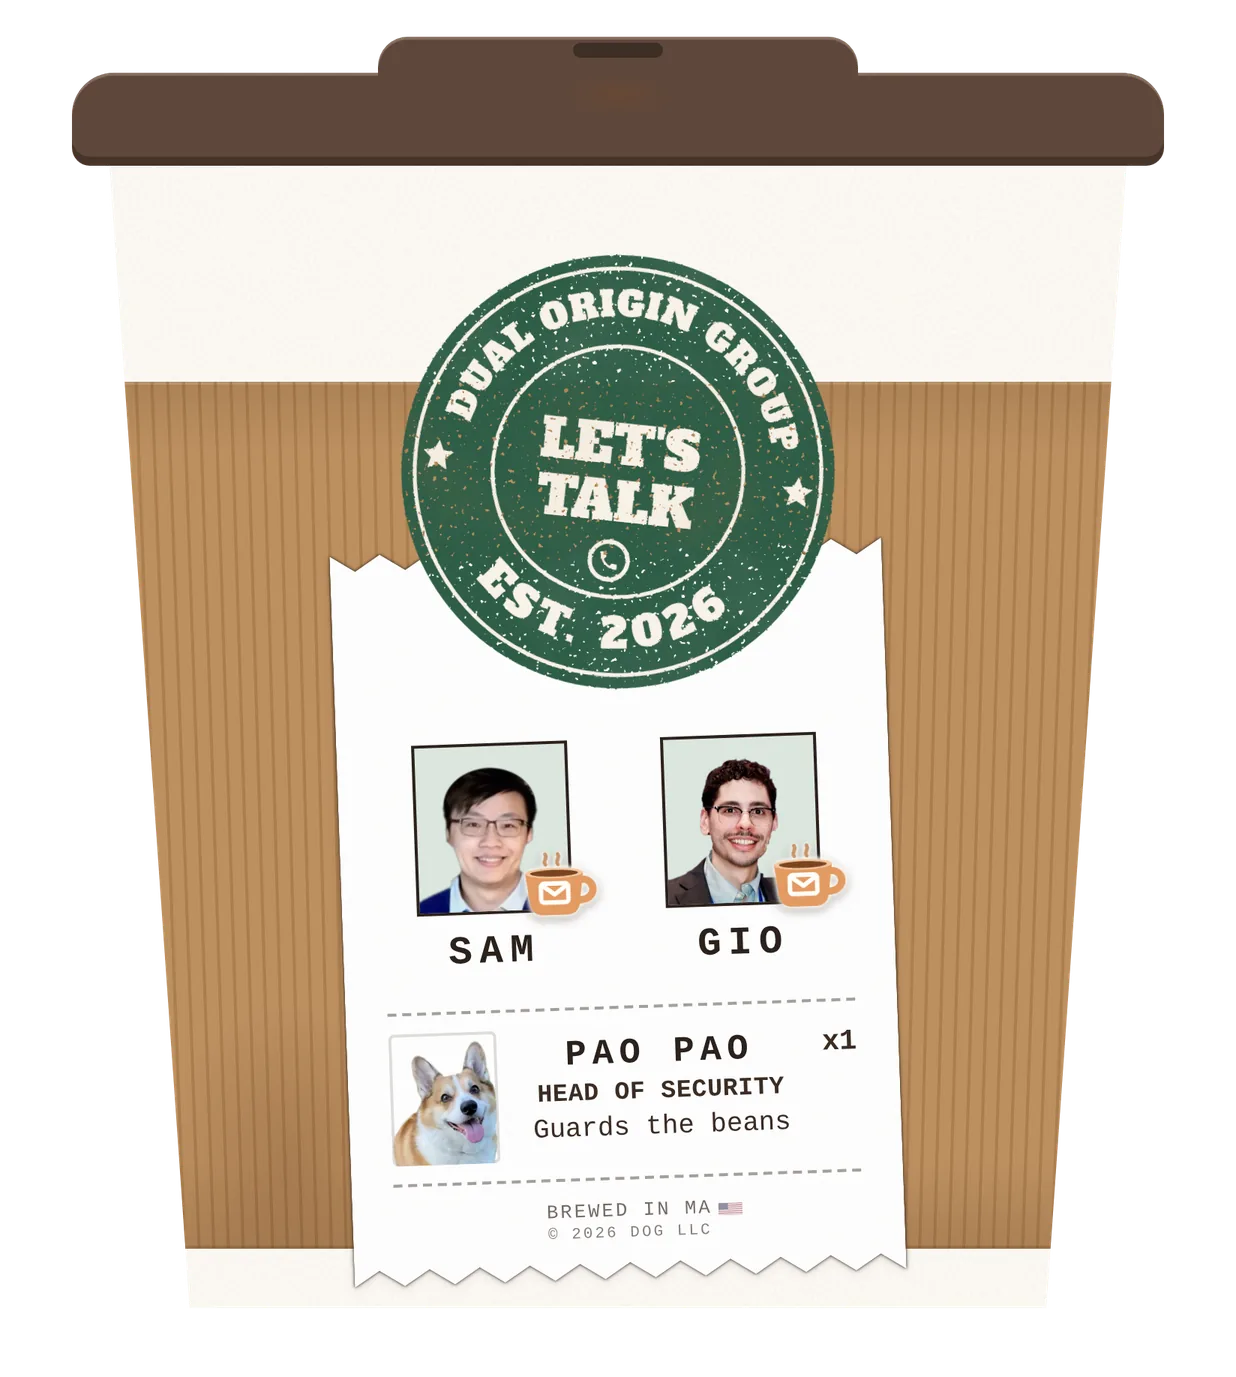 DUAL ORIGIN GROUP
LET'S
TALK
EST. 2026
SAM
GIO
PAO PAO
x1
HEAD OF SECURITY
Guards the beans
BREWED IN MA
© 2026 DOG LLC